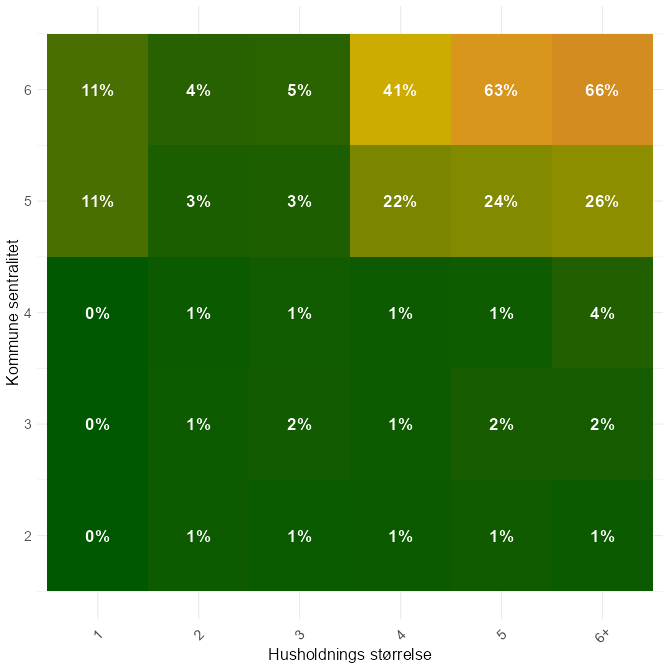 6 11% 4% 5% 41% 63% 66%
5 11% 3% 3% 22% 24% 26%
4 0% 1% 1% 1% 1% 4%
3 0% 1% 2% 1% 2% 2%
2 0% 1% 1% 1% 1% 1%
1 2 3 4 5 6+
Husholdnings størrelse
Kommune sentralitet